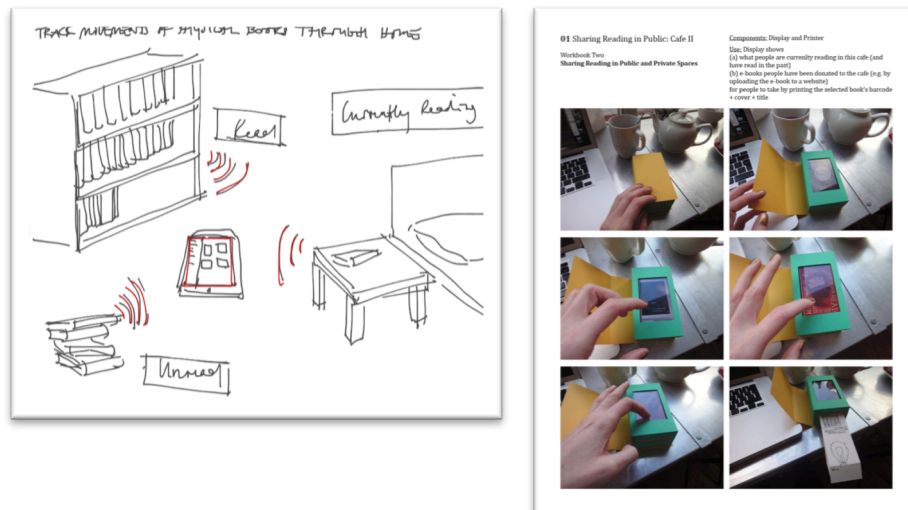 TRACK MOVEMENTS OF PHYSICAL BOOKS THROUGH HOME
Read
Currently Reading
Unread
01 Sharing Reading in Public: Cafe II
Workbook Two
Sharing Reading in Public and Private Spaces
Components: Display and Printer
Use: Display shows
(a) what people are currenlty reading in this cafe (and
have read in the past)
(b) e-books people have been donated to the cafe (e.g. by
uploading the e-book to a website)
for people to take by printing the selected book's barcode
+ cover + title